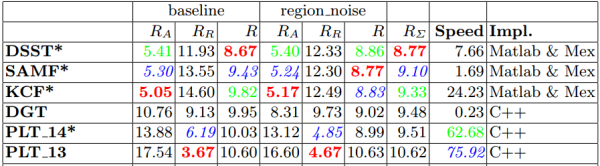 baseline region_noise
R_A R_R R R_A R_R R R_Σ Speed Impl.
DSST* 5.41 11.93 8.67 5.40 12.33 8.86 8.77 7.66 Matlab & Mex
SAMF* 5.30 13.55 9.43 5.24 12.30 8.77 9.10 1.69 Matlab & Mex
KCF* 5.05 14.60 9.82 5.17 12.49 8.83 9.33 24.23 Matlab & Mex
DGT 10.76 9.13 9.95 8.31 9.73 9.02 9.48 0.23 C++
PLT_14* 13.88 6.19 10.03 13.12 4.85 8.99 9.51 62.68 C++
PLT_13 17.54 3.67 10.60 16.60 4.67 10.63 10.62 75.92 C++